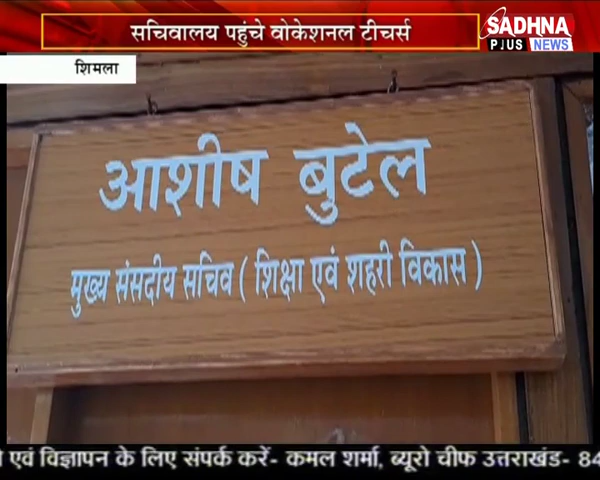 सचिवालय पहुंचे वोकेशनल टीचर्स
SADHNA
PLUS NEWS
शिमला
आशीष बुटेल
मुख्य संसदीय सचिव ( शिक्षा एवं शहरी विकास )
एवं विज्ञापन के लिए संपर्क करें- कमल शर्मा, ब्यूरो चीफ उत्तराखंड- 84